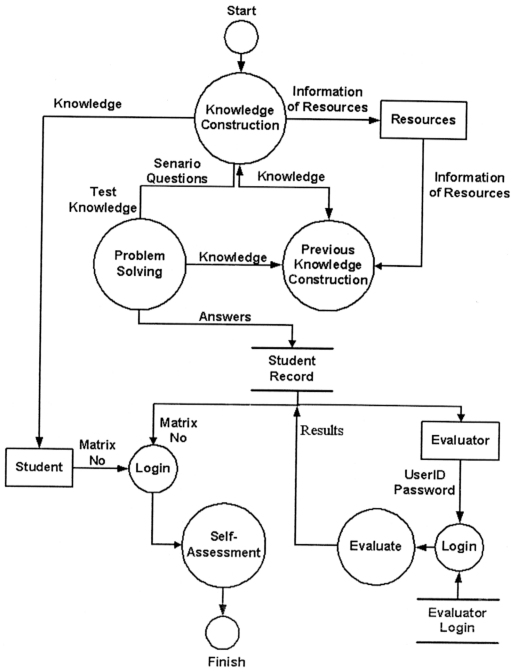 Start
Knowledge
Construction
Knowledge
Information
of Resources
Resources
Senario
Questions
Test
Knowledge
Knowledge
Information
of Resources
Problem
Solving
Knowledge
Previous
Knowledge
Construction
Answers
Student
Record
Matrix
No
Results
Evaluator
Student
Matrix
No
Login
UserID
Password
Self-
Assessment
Evaluate
Login
Evaluator
Login
Finish